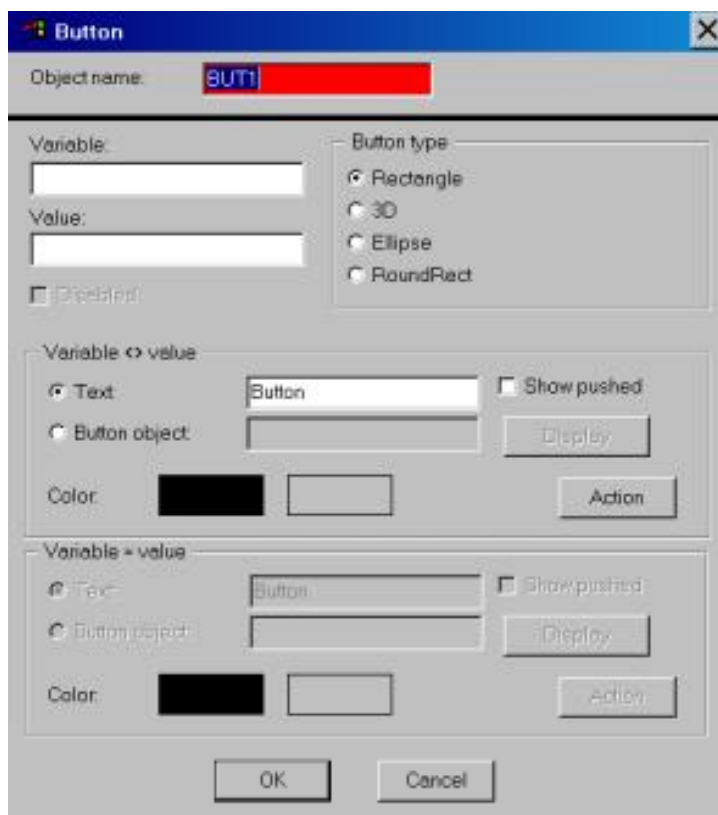 Button
Object name: BUT1
Variable:
Value:
Disabled
Button type
Rectangle
3D
Ellipse
RoundRect
Variable <> value
Text Button Show pushed
Button object: Display
Color: Action
Variable = value
Text Button Show pushed
Button object: Display
Color: Action
OK Cancel